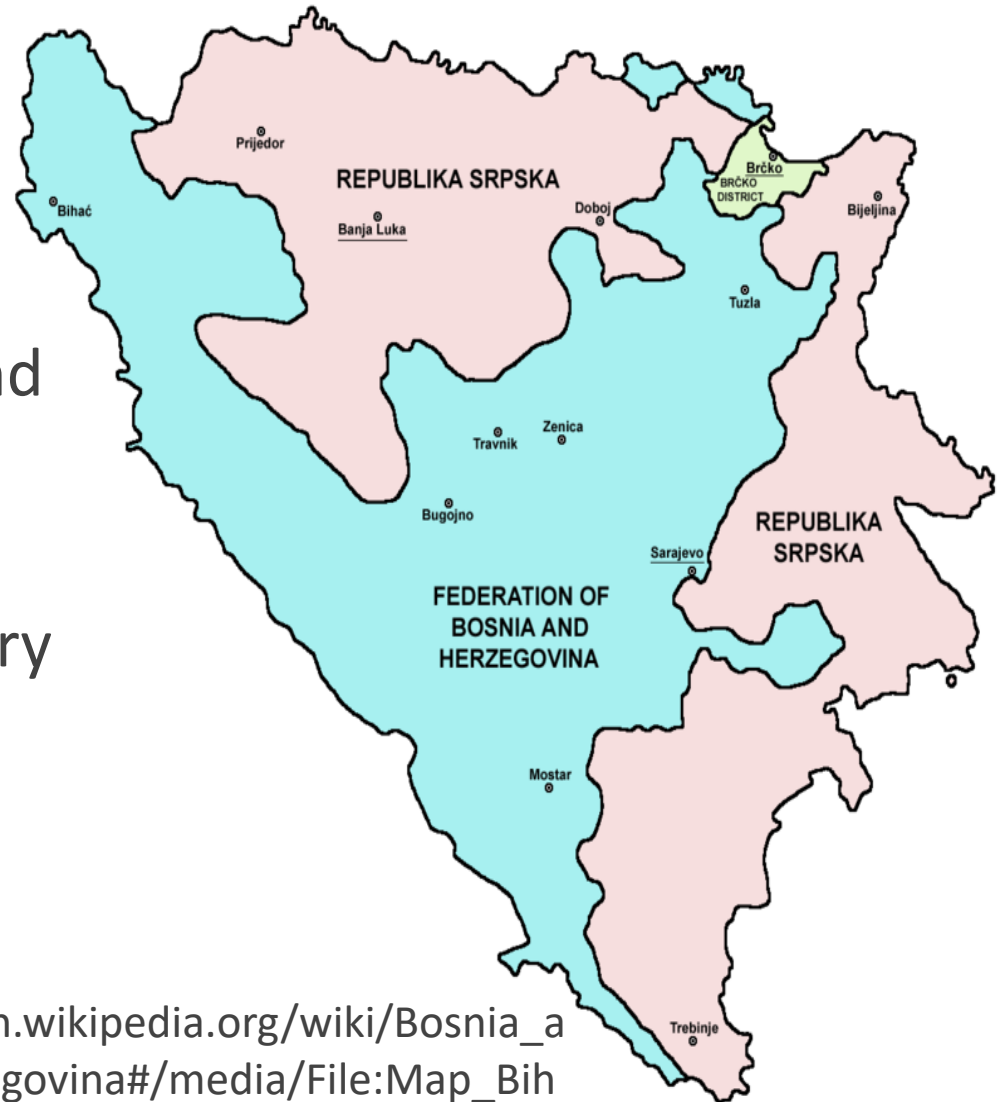 Prijedor
REPUBLIKA SRPSKA
Brčko
BRČKO
DISTRICT
Bihać
Banja Luka
Doboj
Bijeljina
Tuzla
nd
Travnik
Zenica
Bugojno
REPUBLIKA
SRPSKA
Sarajevo
FEDERATION OF
BOSNIA AND
HERZEGOVINA
ry
Mostar
n.wikipedia.org/wiki/Bosnia_a
govina#/media/File:Map_Bih
Trebinje